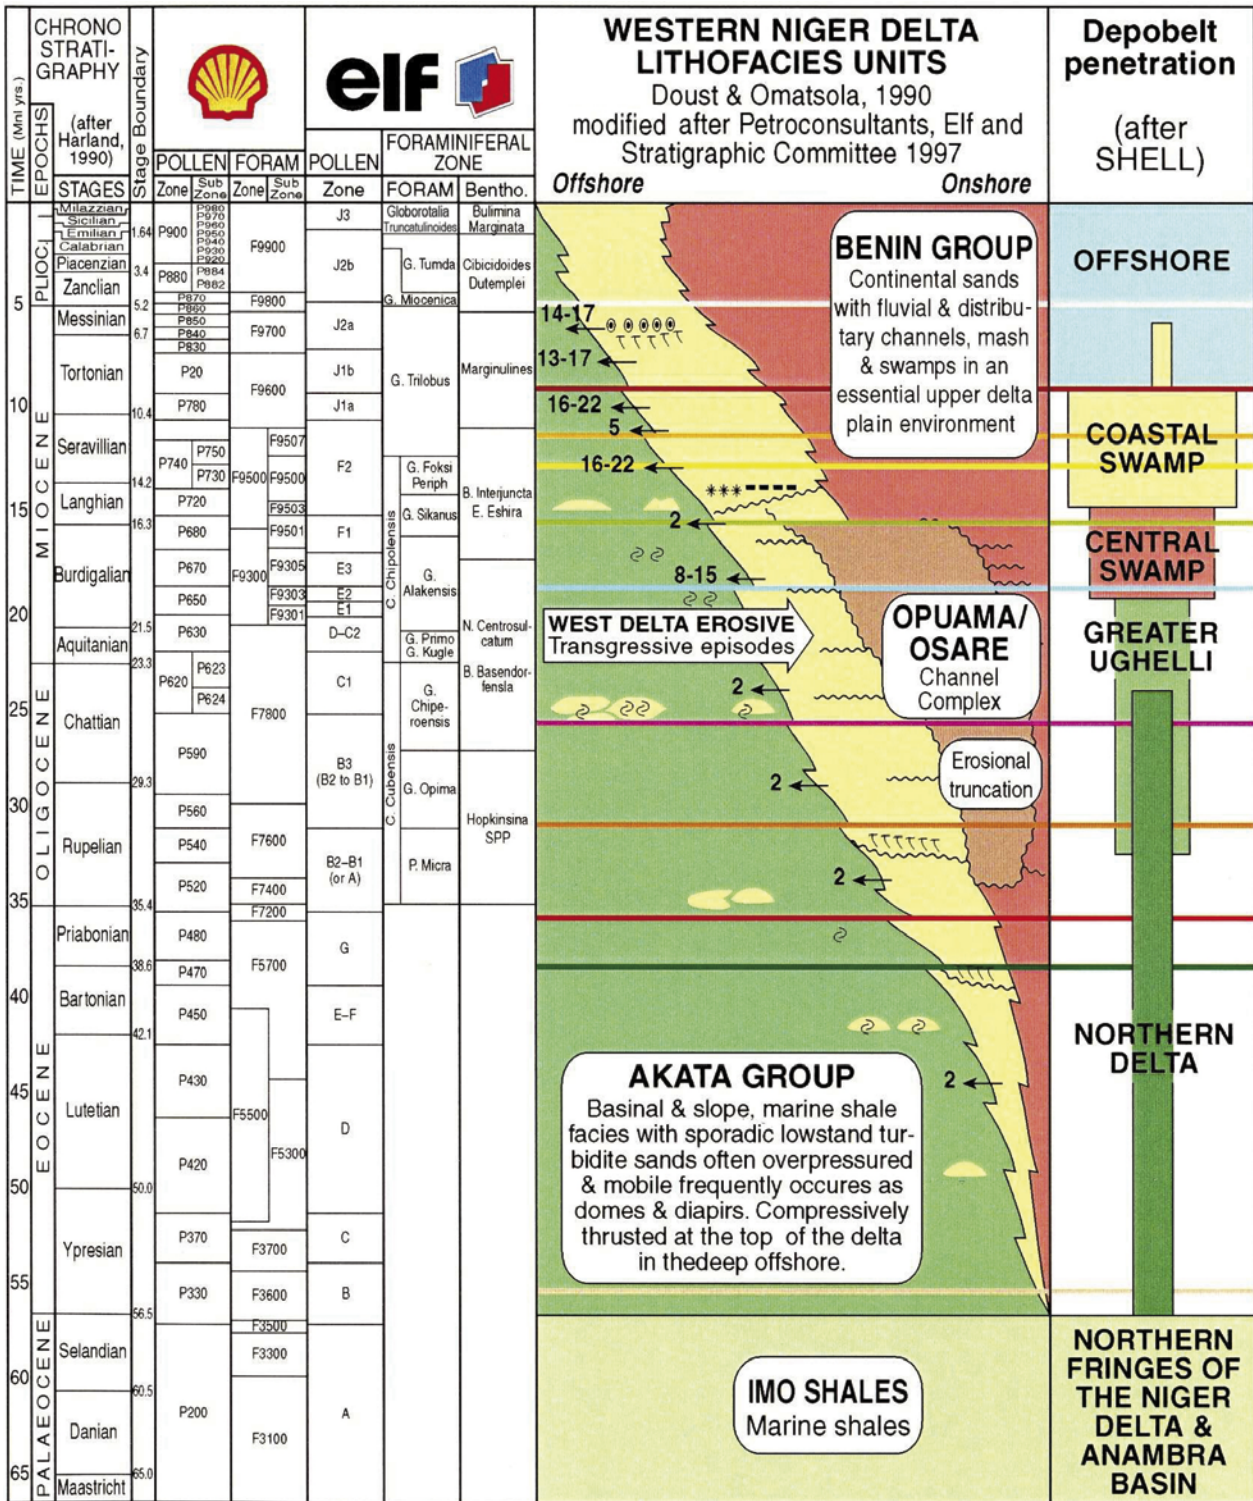 TIME (Mnl yrs.)
EPOCHS
CHRONO
STRATI-
GRAPHY
(after
Harland,
1990)
STAGES
Stage Boundary
POLLEN
FORAM
Zone
Sub
Zone
Zone
Sub
Zone
elf
POLLEN
Zone
FORAMINIFERAL
ZONE
FORAM
Bentho.
WESTERN NIGER DELTA
LITHOFACIES UNITS
Doust & Omatsola, 1990
modified after Petroconsultants, Elf and
Stratigraphic Committee 1997
Offshore
Onshore
Depobelt
penetration
(after
SHELL)
5
10
15
20
25
30
35
40
45
50
55
60
65
PLIOC.
MIOCENE
OLIGOCENE
EOCENE
PALAEOCENE
Milazzian
Sicilian
Emilian
Calabrian
Piacenzian
Zanclian
Messinian
Tortonian
Seravillian
Langhian
Burdigalian
Aquitanian
Chattian
Rupelian
Priabonian
Bartonian
Lutetian
Ypresian
Selandian
Danian
Maastricht
1.64
3.4
5.2
6.7
10.4
14.2
16.3
21.5
23.3
29.3
35.4
38.6
42.1
50.0
56.5
60.5
65.0
P900
P880
P870
P860
P850
P840
P830
P20
P780
P740
P720
P680
P670
P650
P630
P620
P590
P560
P540
P520
P480
P470
P450
P430
P420
P370
P330
P200
P980
P970
P960
P950
P940
P930
P920
P884
P882
P750
P730
P623
P624
F9900
F9800
F9700
F9600
F9500
F9300
F7800
F7600
F7400
F7200
F5700
F5500
F3700
F3600
F3500
F3300
F3100
F9507
F9500
F9503
F9501
F9305
F9303
F9301
F5300
J3
J2b
J2a
J1b
J1a
F2
F1
E3
E2
E1
D–C2
C1
B3
(B2 to B1)
B2–B1
(or A)
G
E–F
D
C
B
A
Globorotalia
Truncatulinoides
G. Tumda
G. Miocenica
G. Trilobus
C. Chipolensis
G. Foksi
Periph
G. Sikanus
G.
Alakensis
G. Primo
G. Kugle
C. Cubensis
G.
Chipe-
roensis
G. Opima
P. Micra
Bulimina
Marginata
Cibicidoides
Dutemplei
Marginulines
B. Interjuncta
E. Eshira
N. Centrosul-
catum
B. Basendor-
fensla
Hopkinsina
SPP
BENIN GROUP
Continental sands
with fluvial & distribu-
tary channels, mash
& swamps in an
essential upper delta
plain environment
14-17
13-17
16-22
5
16-22
2
8-15
WEST DELTA EROSIVE
Transgressive episodes
OPUAMA/
OSARE
Channel
Complex
2
Erosional
truncation
2
2
2
AKATA GROUP
Basinal & slope, marine shale
facies with sporadic lowstand tur-
bidite sands often overpressured
& mobile frequently occures as
domes & diapirs. Compressively
thrusted at the top of the delta
in thedeep offshore.
IMO SHALES
Marine shales
OFFSHORE
COASTAL
SWAMP
CENTRAL
SWAMP
GREATER
UGHELLI
NORTHERN
DELTA
NORTHERN
FRINGES OF
THE NIGER
DELTA &
ANAMBRA
BASIN